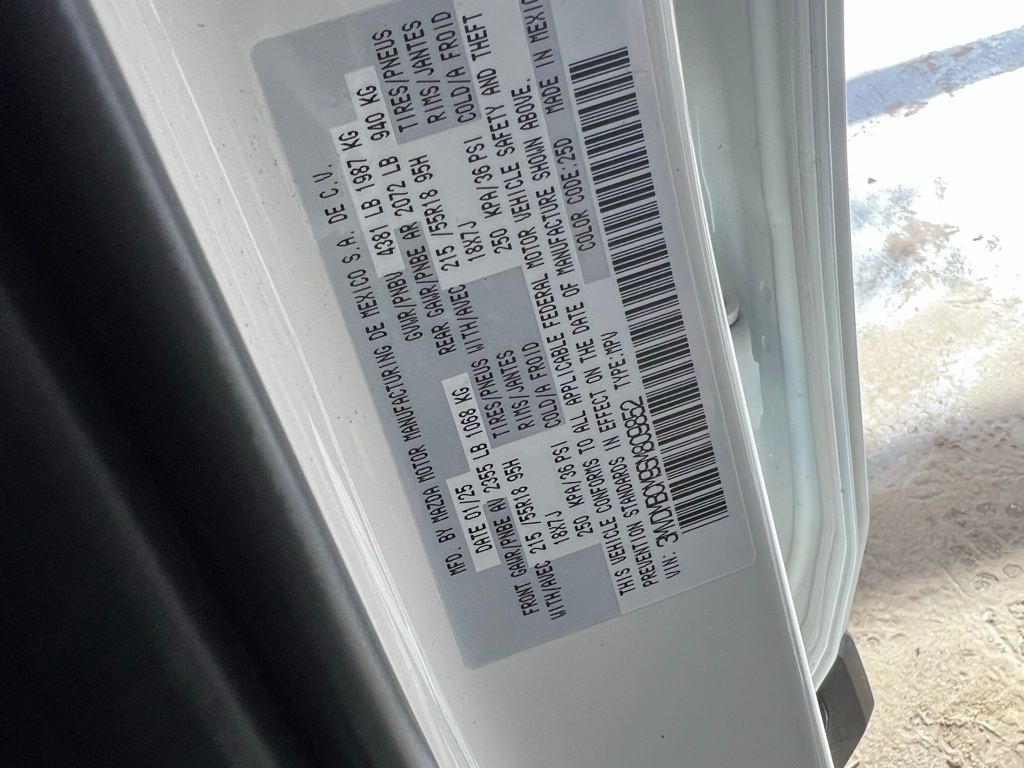 MFD. BY MAZDA MOTOR MANUFACTURING DE MEXICO S.A. DE C.V.
DATE 01/25 GVWR/PNBV 4381 LB 1987 KG
FRONT GAWR/PNBE AV 2355 LB 1068 KG REAR GAWR/PNBE AR 2072 LB 940 KG
WITH/AVEC 215/55R18 95H TIRES/PNEUS WITH/AVEC 215/55R18 95H TIRES/PNEUS
18X7J RIMS/JANTES 18X7J RIMS/JANTES
250 KPA/36 PSI COLD/A FROID 250 KPA/36 PSI COLD/A FROID
THIS VEHICLE CONFORMS TO ALL APPLICABLE FEDERAL MOTOR VEHICLE SAFETY AND THEFT
PREVENTION STANDARDS IN EFFECT ON THE DATE OF MANUFACTURE SHOWN ABOVE.
VIN: TYPE:MPV COLOR CODE 25D MADE IN MEXICO